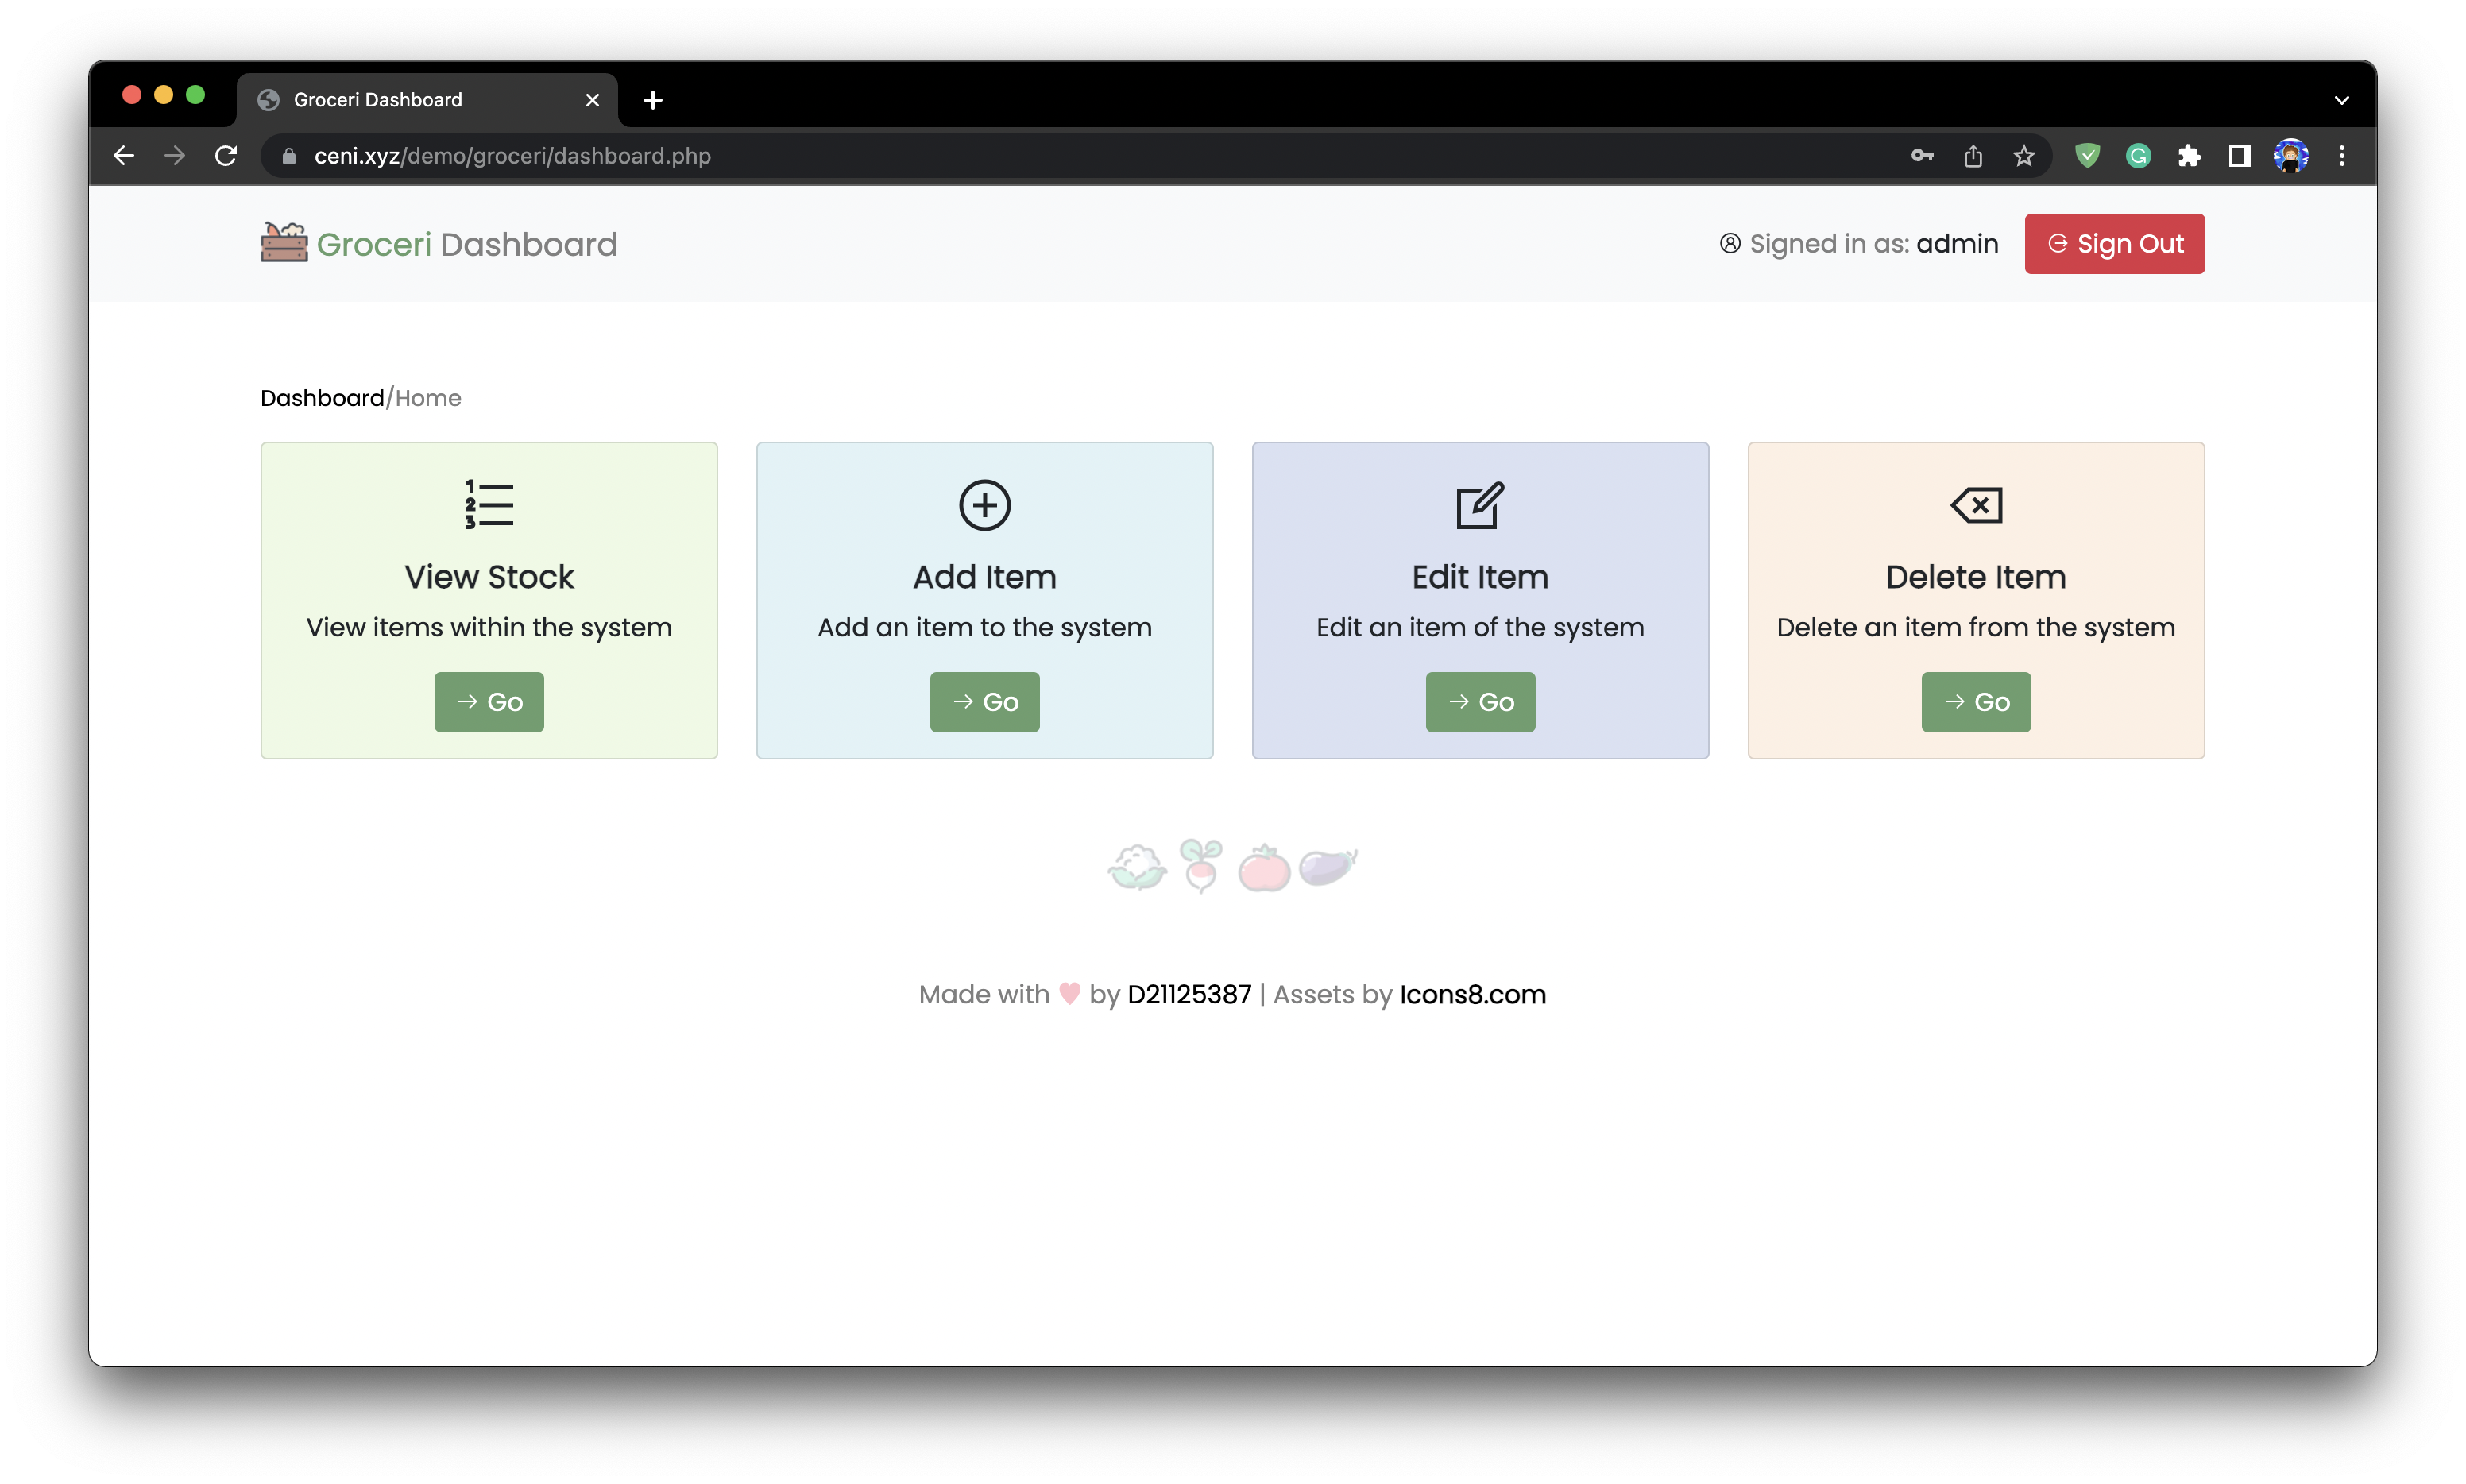 Groceri Dashboard
ceni.xyz/demo/groceri/dashboard.php
Groceri Dashboard
Signed in as: admin
Sign Out
Dashboard/Home
1
2
3
View Stock
View items within the system
Go
Add Item
Add an item to the system
Go
Edit Item
Edit an item of the system
Go
Delete Item
Delete an item from the system
Go
Made with ♥ by D21125387 | Assets by Icons8.com